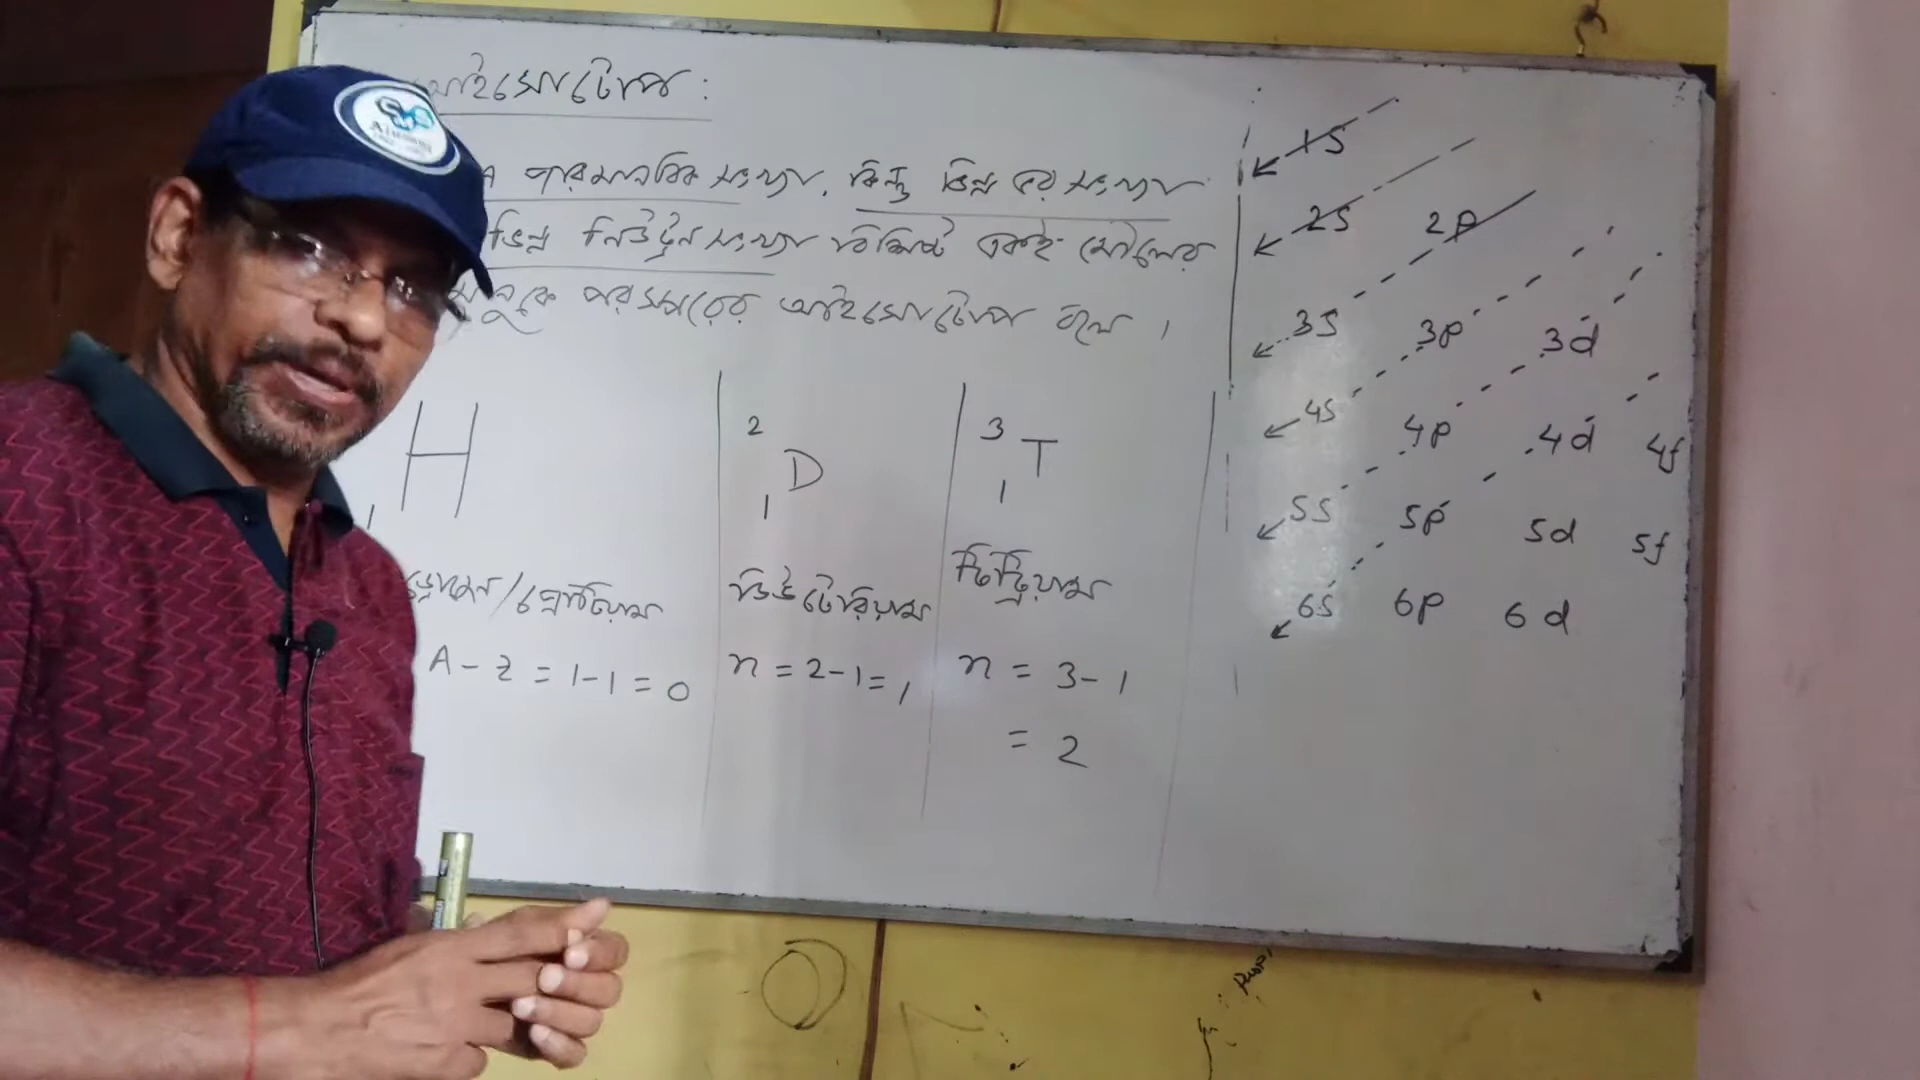 আইসোটোপ :
পারমানবিক সংখ্যা, কিন্তু ভিন্ন ভর সংখ্যা
ভিন্ন নিউট্রন সংখ্যা বিশিষ্ট একই মৌলের
পরস্পরের আইসোটোপ বলে ।
H
1
2
D
1
3
T
1
/প্রোটিয়াম
ডিউটেরিয়াম
ট্রিটিয়াম
A - Z = 1-1 = 0
n = 2-1 = 1
n = 3-1
= 2
1S
2S 2p
3S 3p 3d
4S 4p 4d 4f
5S 5p 5d 5f
6S 6p 6d